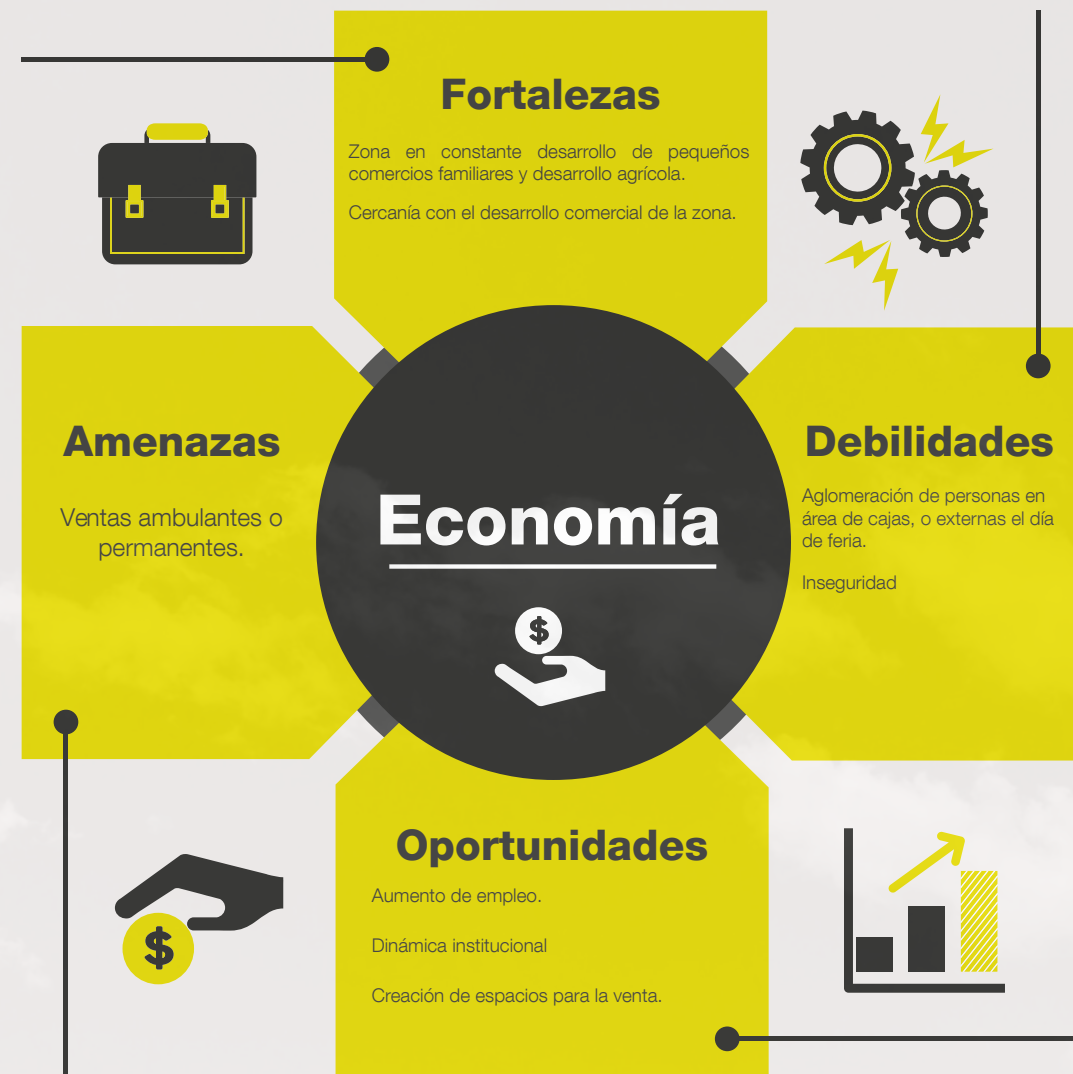 Fortalezas
Zona en constante desarrollo de pequeños
comercios familiares y desarrollo agrícola.
Cercanía con el desarrollo comercial de la zona.
Amenazas
Ventas ambulantes o
permanentes.
Economía
$
Debilidades
Aglomeración de personas en
área de cajas, o externas el día
de feria.
Inseguridad
Oportunidades
Aumento de empleo.
Dinámica institucional
Creación de espacios para la venta.
$